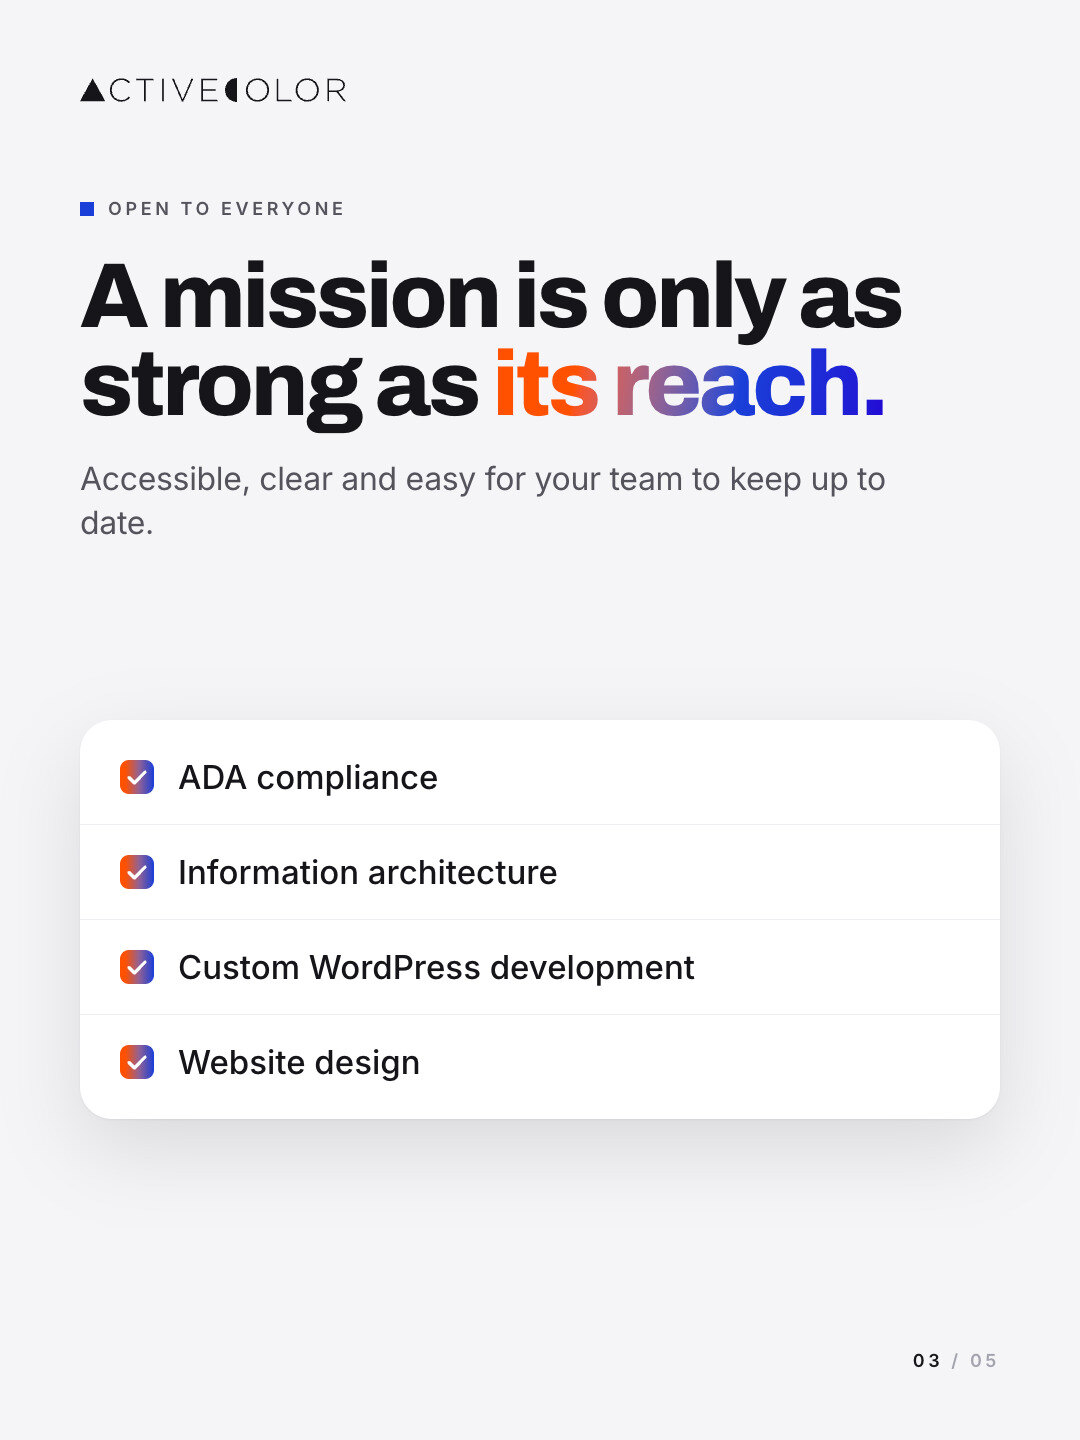 ACTIVECOLOR
OPEN TO EVERYONE
A mission is only as
strong as its reach.
Accessible, clear and easy for your team to keep up to
date.
ADA compliance
Information architecture
Custom WordPress development
Website design
03 / 05